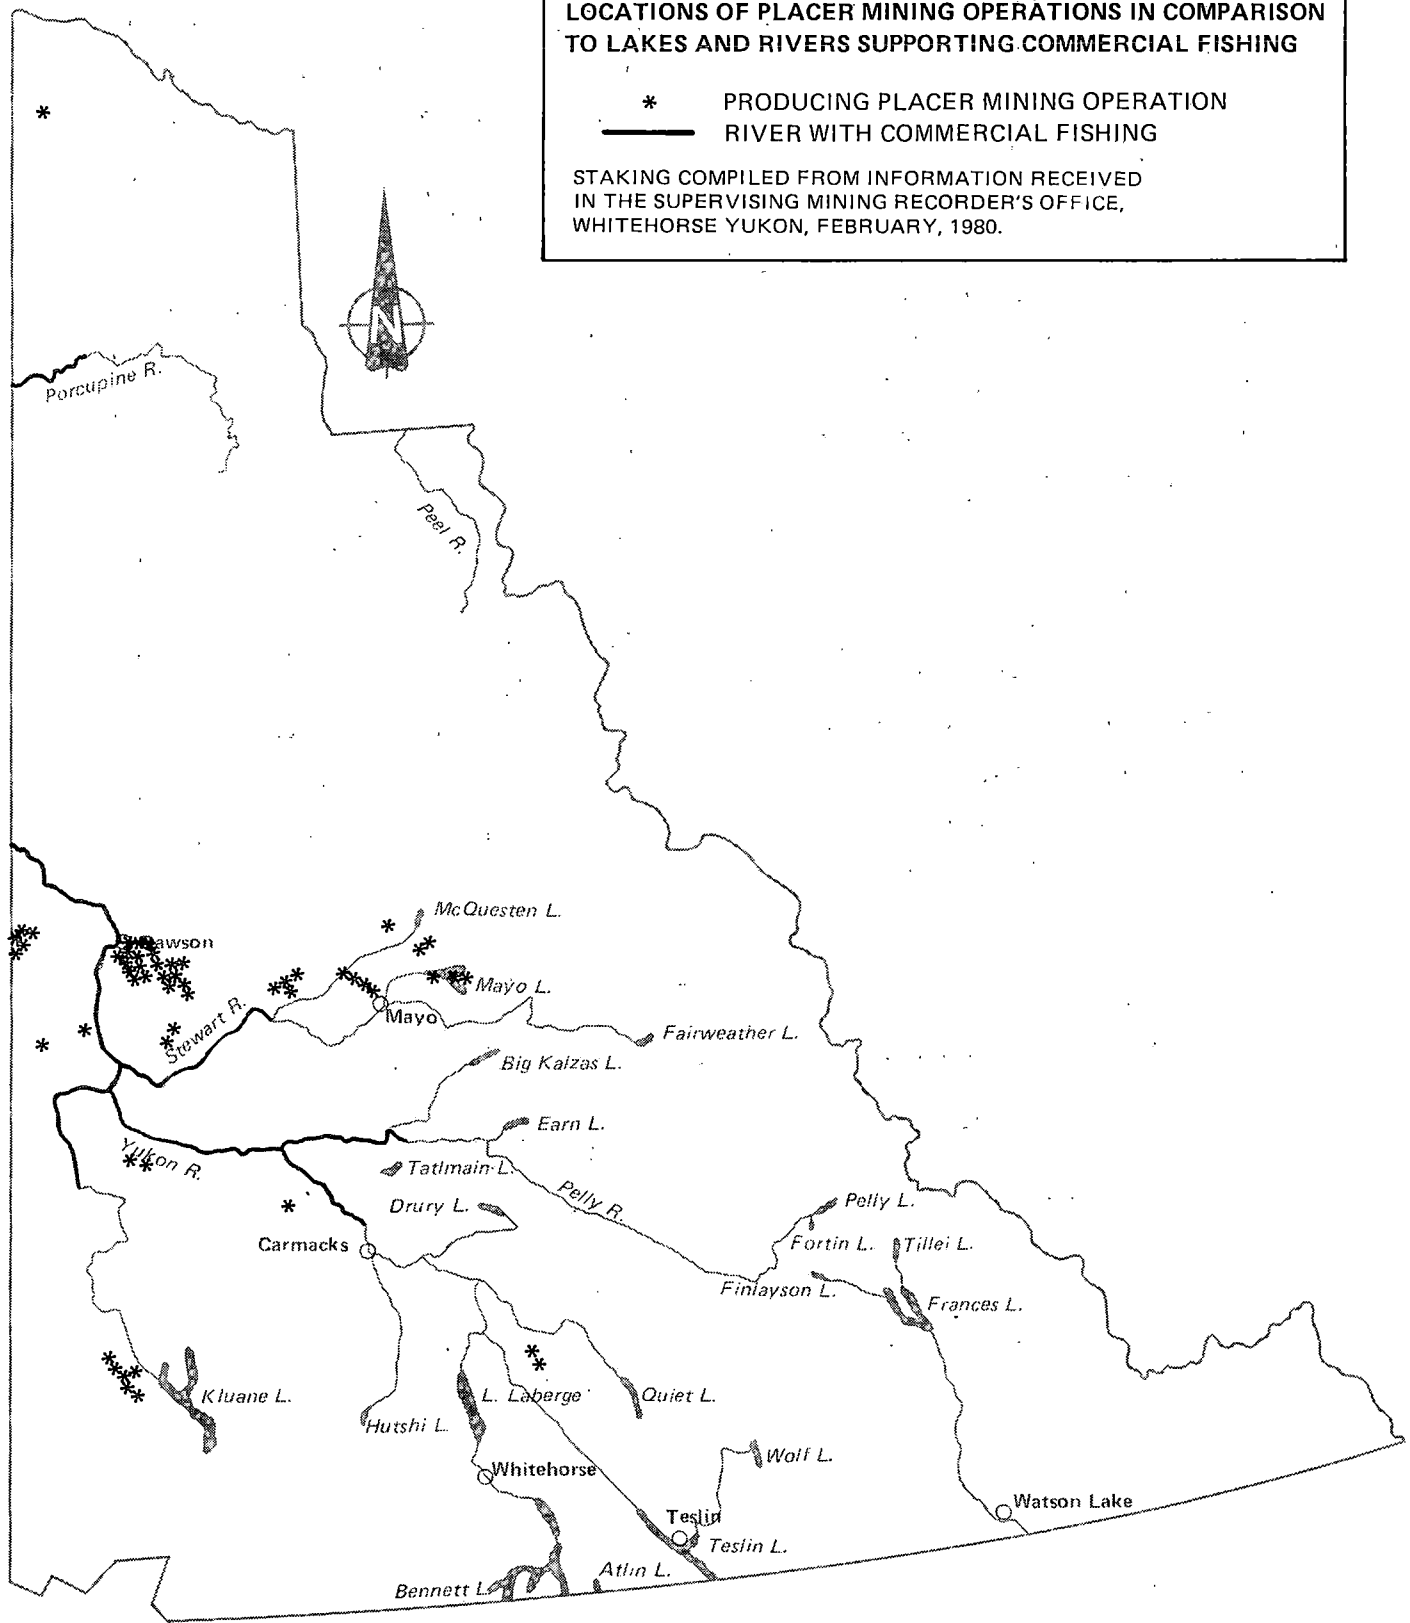 LOCATIONS OF PLACER MINING OPERATIONS IN COMPARISON
TO LAKES AND RIVERS SUPPORTING COMMERCIAL FISHING
* PRODUCING PLACER MINING OPERATION
RIVER WITH COMMERCIAL FISHING
STAKING COMPILED FROM INFORMATION RECEIVED
IN THE SUPERVISING MINING RECORDER'S OFFICE,
WHITEHORSE YUKON, FEBRUARY, 1980.
N
Porcupine R.
Peel R.
McQuesten L.
Dawson
Mayo L.
Mayo
Stewart R.
Fairweather L.
Big Kalzas L.
Earn L.
Yukon R.
Tatlmain L.
Pelly R.
Drury L.
Pelly L.
Carmacks
Fortin L.
Tillei L.
Finlayson L.
Frances L.
Kluane L.
L. Laberge
Quiet L.
Hutshi L.
Wolf L.
Whitehorse
Watson Lake
Teslin
Teslin L.
Atlin L.
Bennett L.